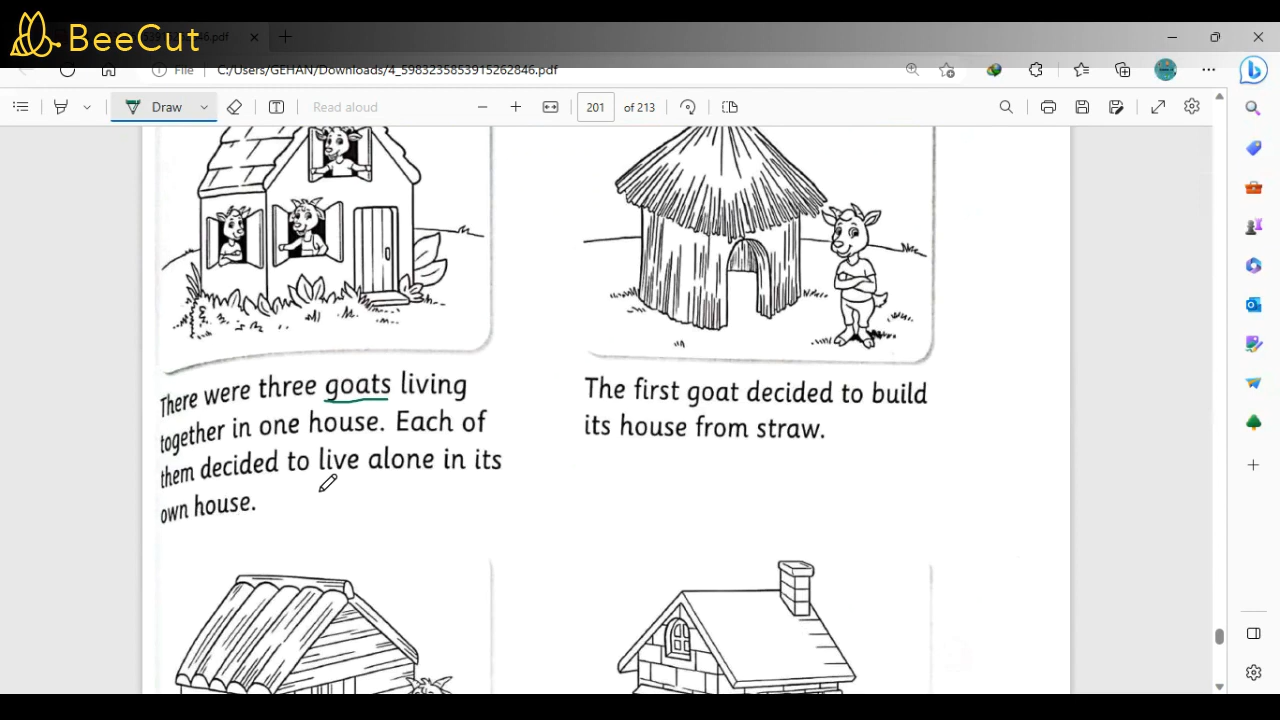 BeeCut
46.pdf
File C:/Users/GEHAN/Downloads/4_5983235853915262846.pdf
Draw
Read aloud
201 of 213
There were three goats living
together in one house. Each of
them decided to live alone in its
own house.
The first goat decided to build
its house from straw.